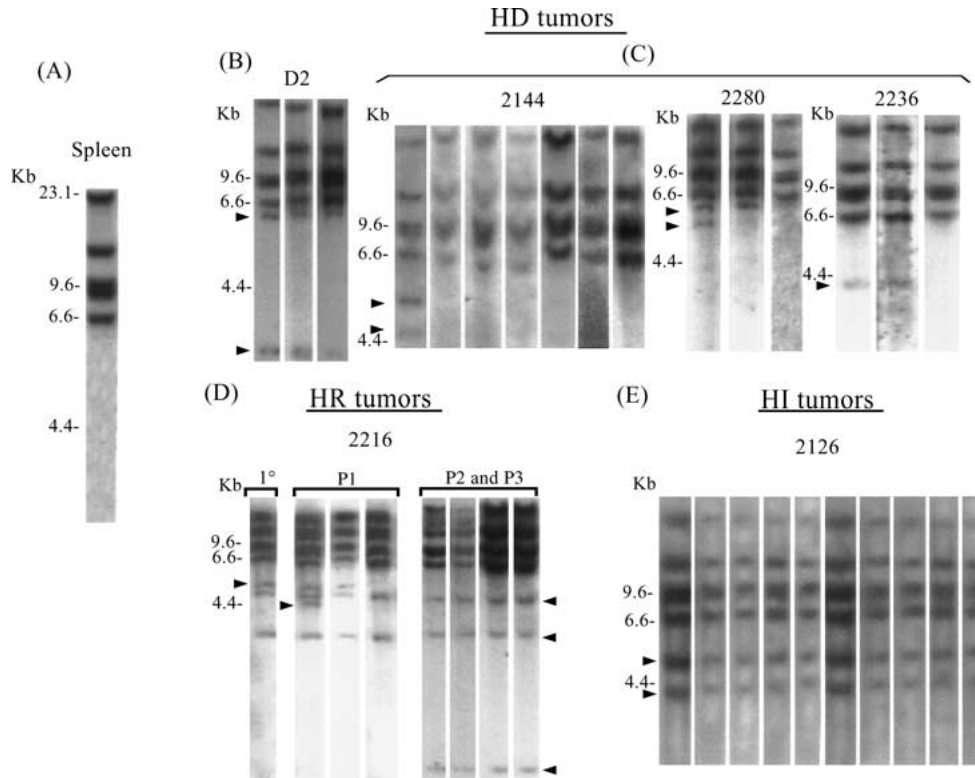 HD tumors
(A)
Spleen
Kb
23.1-
9.6-
6.6-
4.4-
(B)
D2
Kb
9.6-
6.6-
4.4-
(C)
2144
Kb
9.6-
6.6-
4.4-
2280
Kb
9.6-
6.6-
4.4-
2236
Kb
9.6-
6.6-
4.4-
(D)
HR tumors
2216
1° P1 P2 and P3
Kb
9.6-
6.6-
4.4-
(E)
HI tumors
2126
Kb
9.6-
6.6-
4.4-